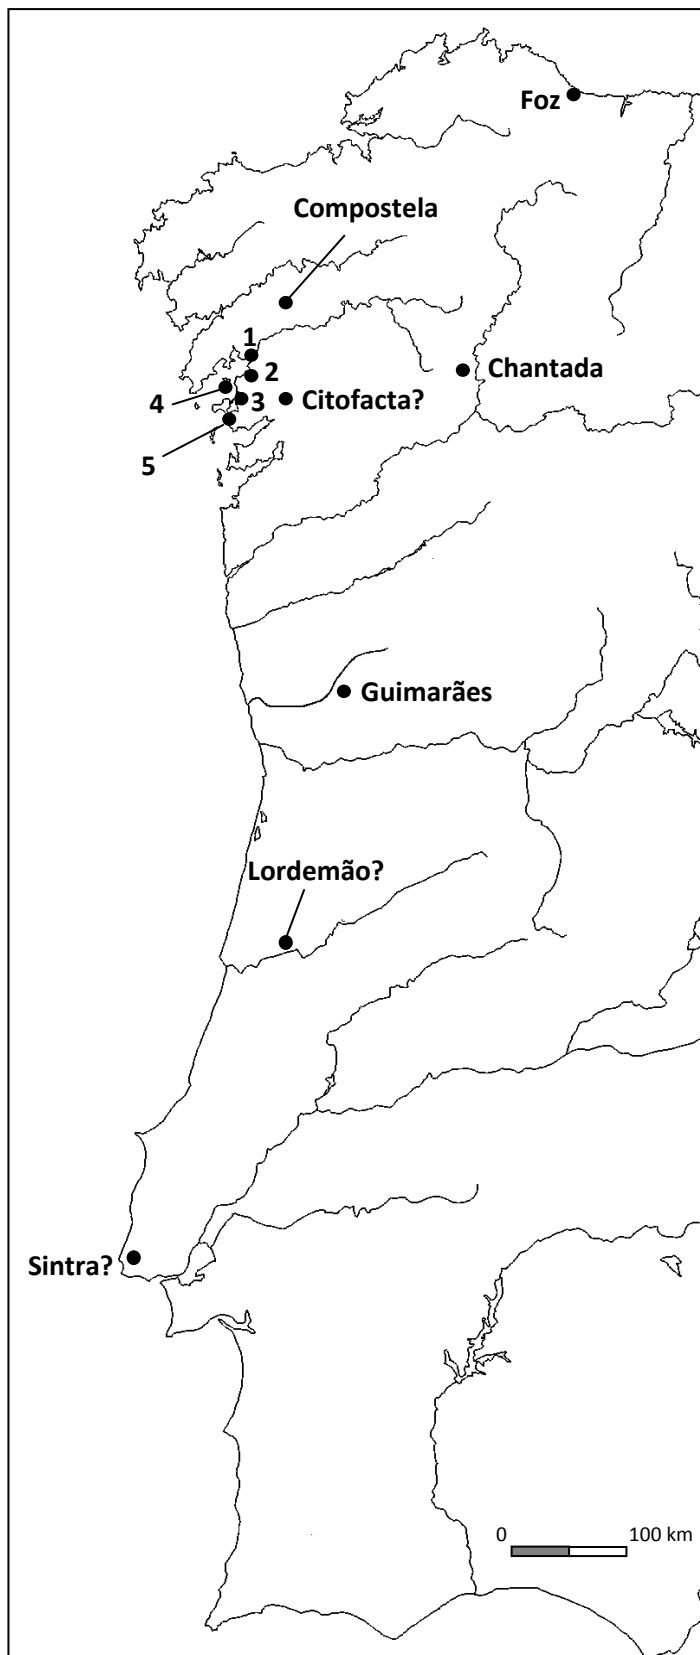 Foz
Compostela
1
2
Chantada
4
3
Citofacta?
5
Guimarães
Lordemão?
Sintra?
0
100 km